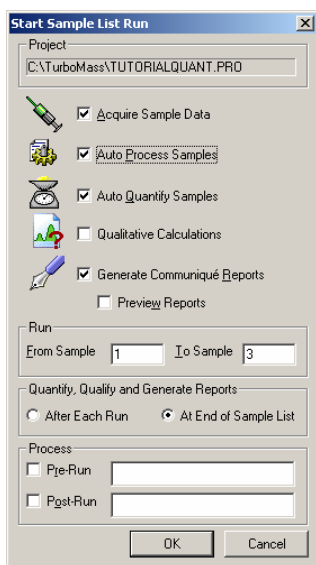 Start Sample List Run
Project
C:\TurboMass\TUTORIALQUANT.PRO
Acquire Sample Data
Auto Process Samples
Auto Quantify Samples
Qualitative Calculations
Generate Communiqué Reports
Preview Reports
Run
From Sample 1 To Sample 3
Quantify, Qualify and Generate Reports
After Each Run At End of Sample List
Process
Pre-Run
Post-Run
OK Cancel